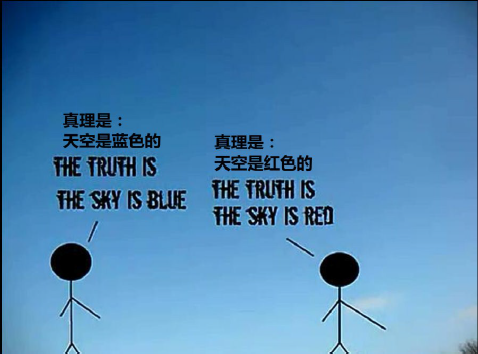 真理是：
天空是蓝色的
THE TRUTH IS
THE SKY IS BLUE
真理是：
天空是红色的
THE TRUTH IS
THE SKY IS RED